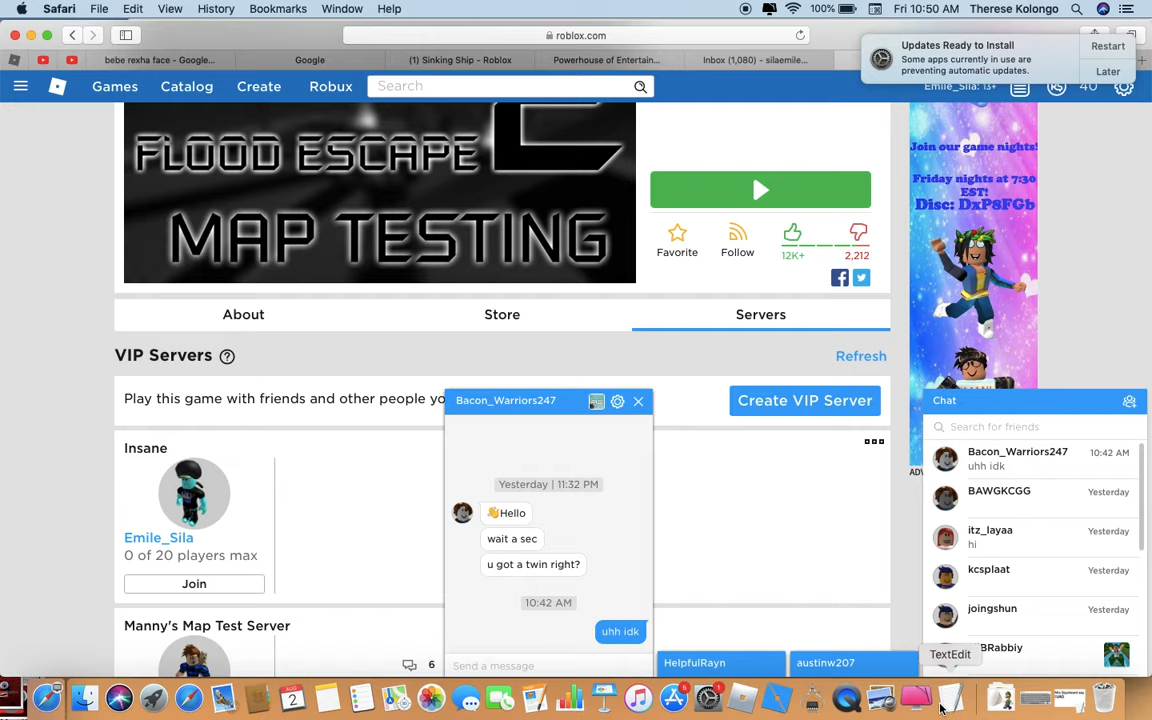 Safari File Edit View History Bookmarks Window Help 100% Fri 10:50 AM Therese Kolongo
roblox.com
bebe rexha face - Google... Google (1) Sinking Ship - Roblox Powerhouse of Entertain... Inbox (1,080) - silaemile...
Updates Ready to Install
Some apps currently in use are
preventing automatic updates.
Restart
Later
Games Catalog Create Robux Search Emile_Sila: 13+ 40
FLOOD ESCAPE 2
MAP TESTING
Favorite Follow 12K+ 2,212
Join our game nights!
Friday nights at 7:30
EST!
Disc: DxP8FGb
About Store Servers
VIP Servers ? Refresh
Play this game with friends and other people yo
Create VIP Server
Insane
Emile_Sila
0 of 20 players max
Join
Manny's Map Test Server
Bacon_Warriors247
Yesterday | 11:32 PM
👋Hello
wait a sec
u got a twin right?
10:42 AM
uhh idk
Send a message
6
HelpfulRayn
austinw207
Chat
Search for friends
Bacon_Warriors247 10:42 AM
uhh idk
BAWGKCGG Yesterday
itz_layaa Yesterday
hi
kcsplaat Yesterday
joingshun Yesterday
BRabbiy
TextEdit
AUG
2
5
1